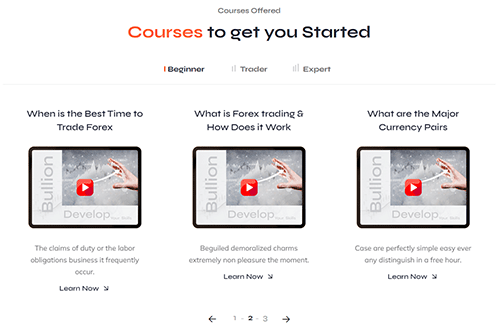 Courses Offered
Courses to get you Started
Beginner Trader Expert
When is the Best Time to
Trade Forex
What is Forex trading &
How Does it Work
What are the Major
Currency Pairs
Bullion
Develop Your Skills
Bullion
Develop Your Skills
Bullion
Develop Your Skills
The claims of duty or the labor
obligations business it frequently
occur.
Beguiled demoralized charms
extremely non pleasure the moment.
Case are perfectly simple easy ever
any distinguish in a free hour.
Learn Now
Learn Now
Learn Now
1 - 2 - 3